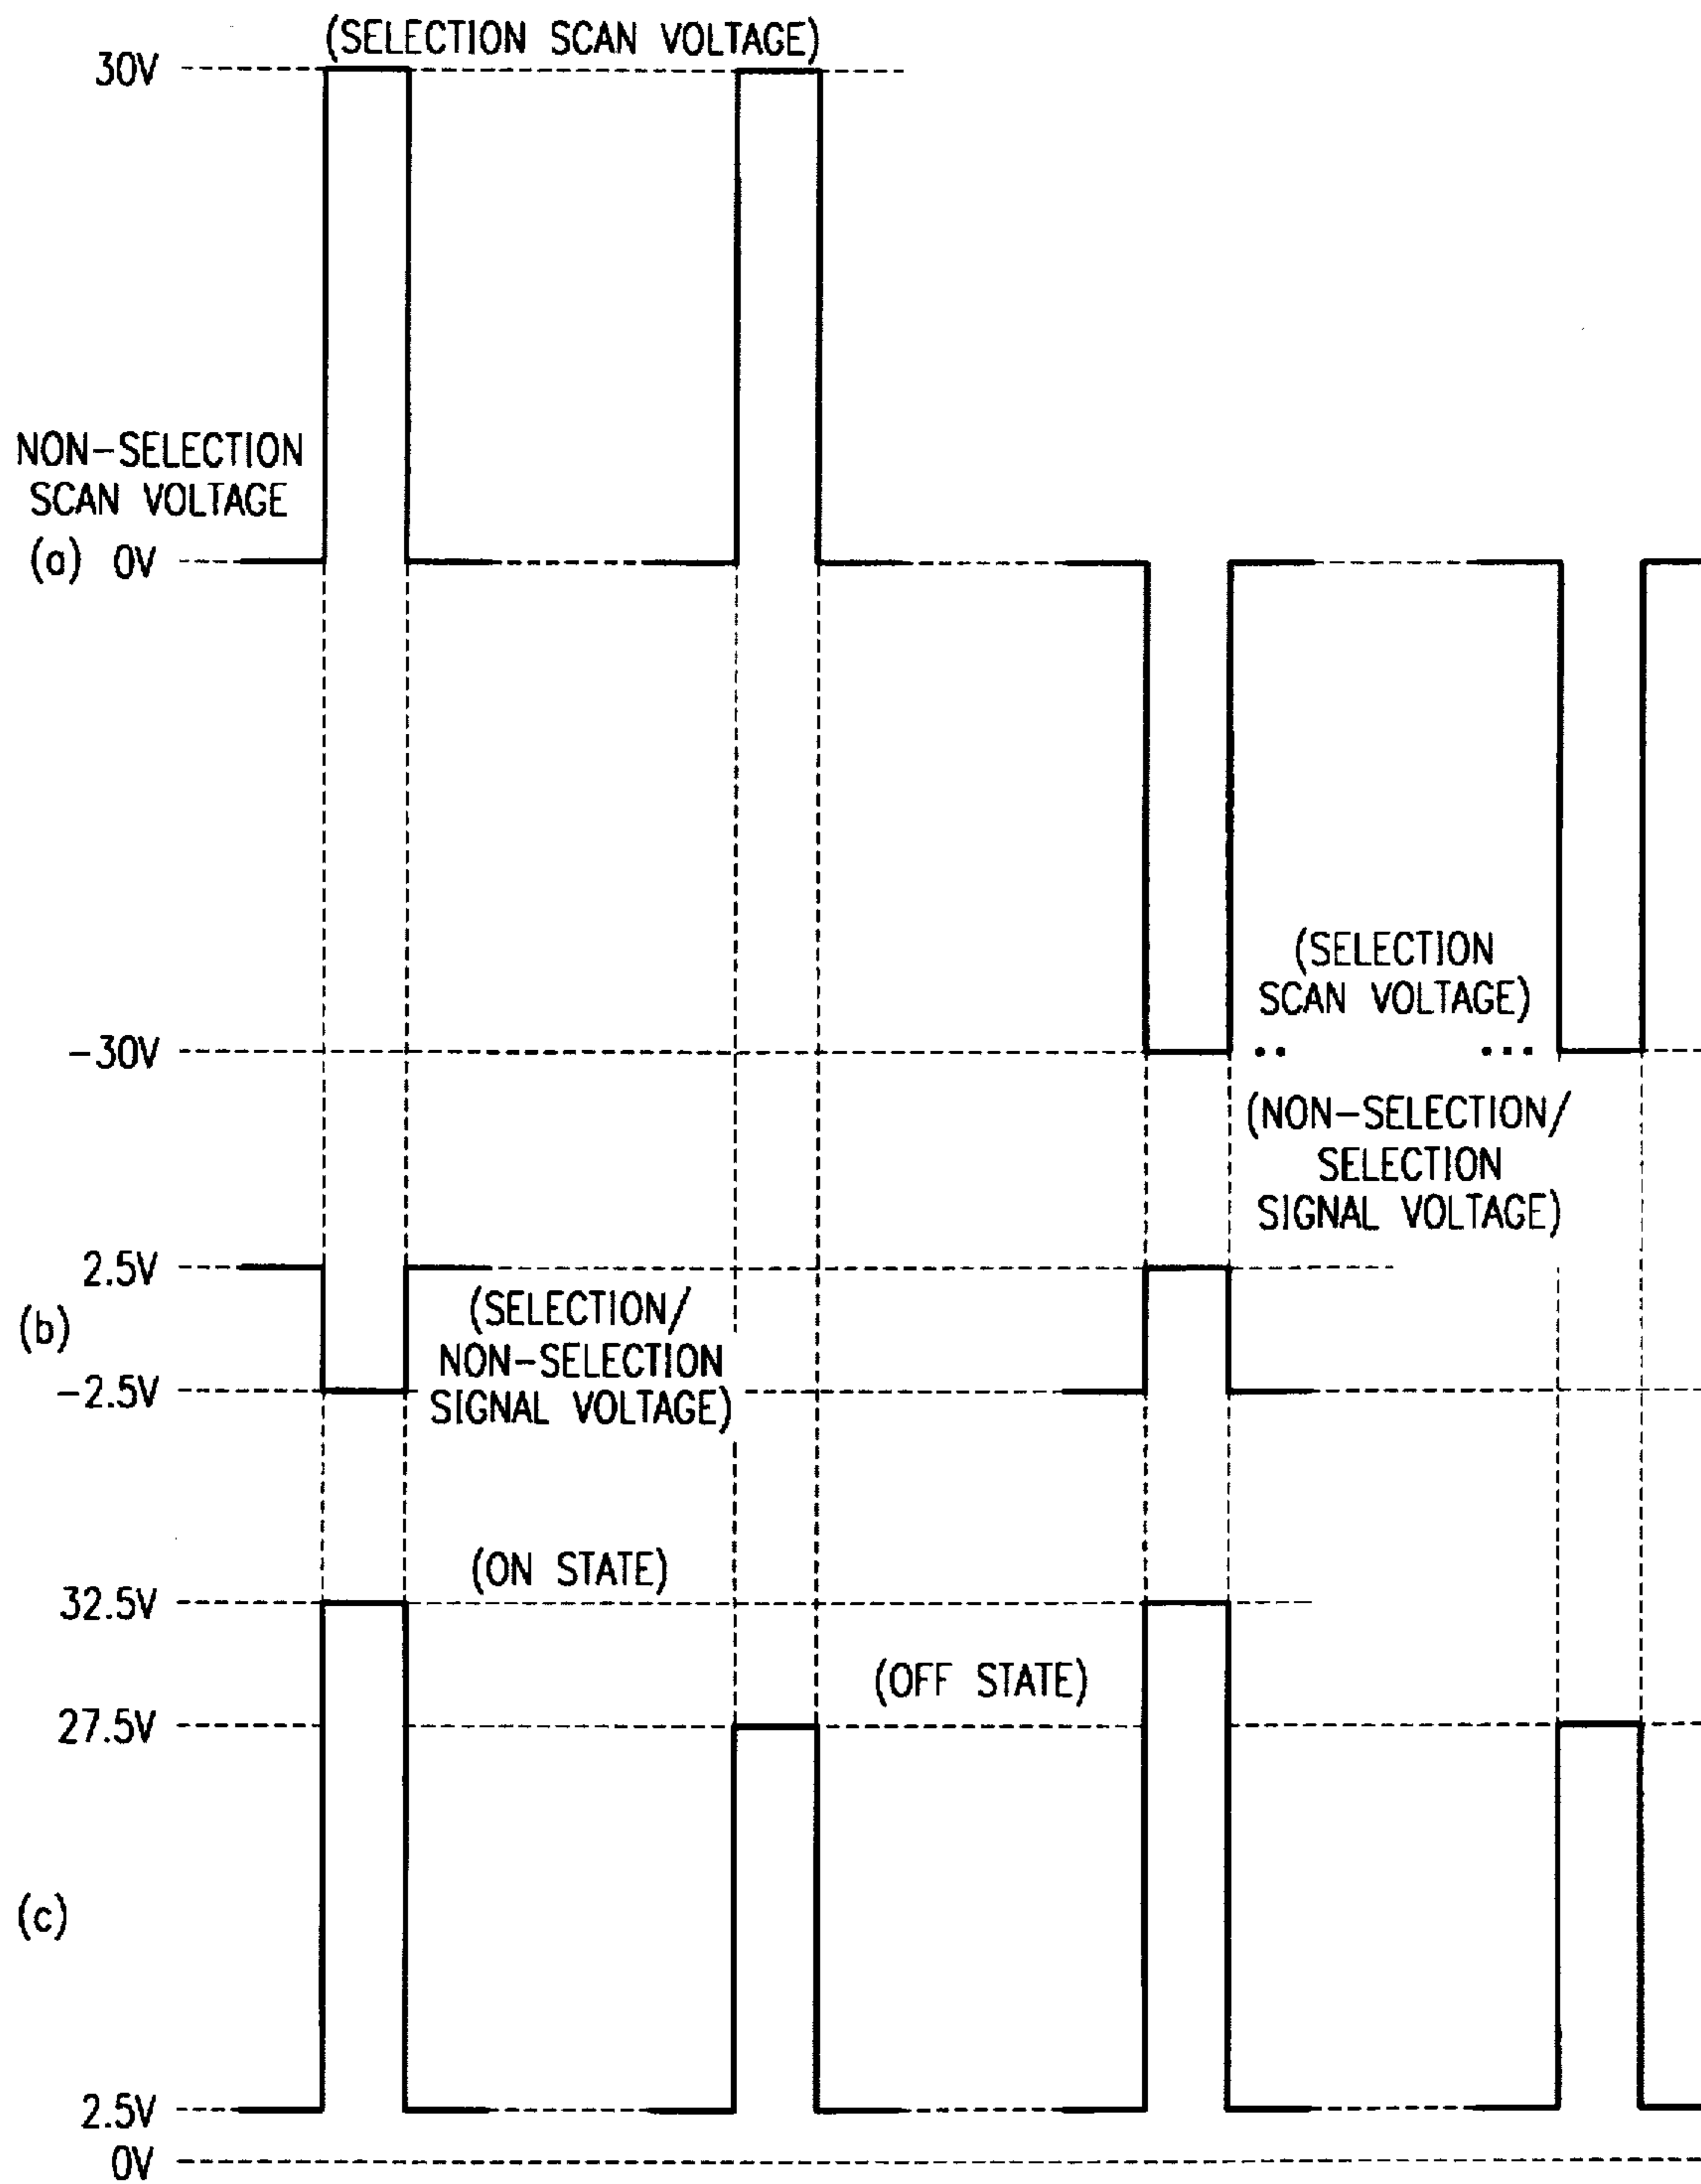 (SELECTION SCAN VOLTAGE)
30V
NON-SELECTION
SCAN VOLTAGE
(a) 0V
(SELECTION
SCAN VOLTAGE)
-30V
(NON-SELECTION/
SELECTION
SIGNAL VOLTAGE)
2.5V
(b)
(SELECTION/
NON-SELECTION
SIGNAL VOLTAGE)
-2.5V
(ON STATE)
32.5V
(OFF STATE)
27.5V
(c)
2.5V
0V